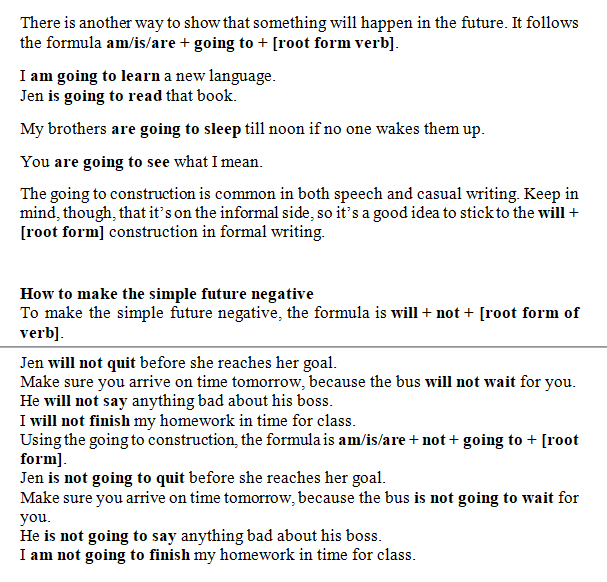 There is another way to show that something will happen in the future. It follows
the formula am/is/are + going to + [root form verb].
I am going to learn a new language.
Jen is going to read that book.
My brothers are going to sleep till noon if no one wakes them up.
You are going to see what I mean.
The going to construction is common in both speech and casual writing. Keep in
mind, though, that it’s on the informal side, so it’s a good idea to stick to the will +
[root form] construction in formal writing.
How to make the simple future negative
To make the simple future negative, the formula is will + not + [root form of
verb].
Jen will not quit before she reaches her goal.
Make sure you arrive on time tomorrow, because the bus will not wait for you.
He will not say anything bad about his boss.
I will not finish my homework in time for class.
Using the going to construction, the formula is am/is/are + not + going to + [root
form].
Jen is not going to quit before she reaches her goal.
Make sure you arrive on time tomorrow, because the bus is not going to wait for
you.
He is not going to say anything bad about his boss.
I am not going to finish my homework in time for class.